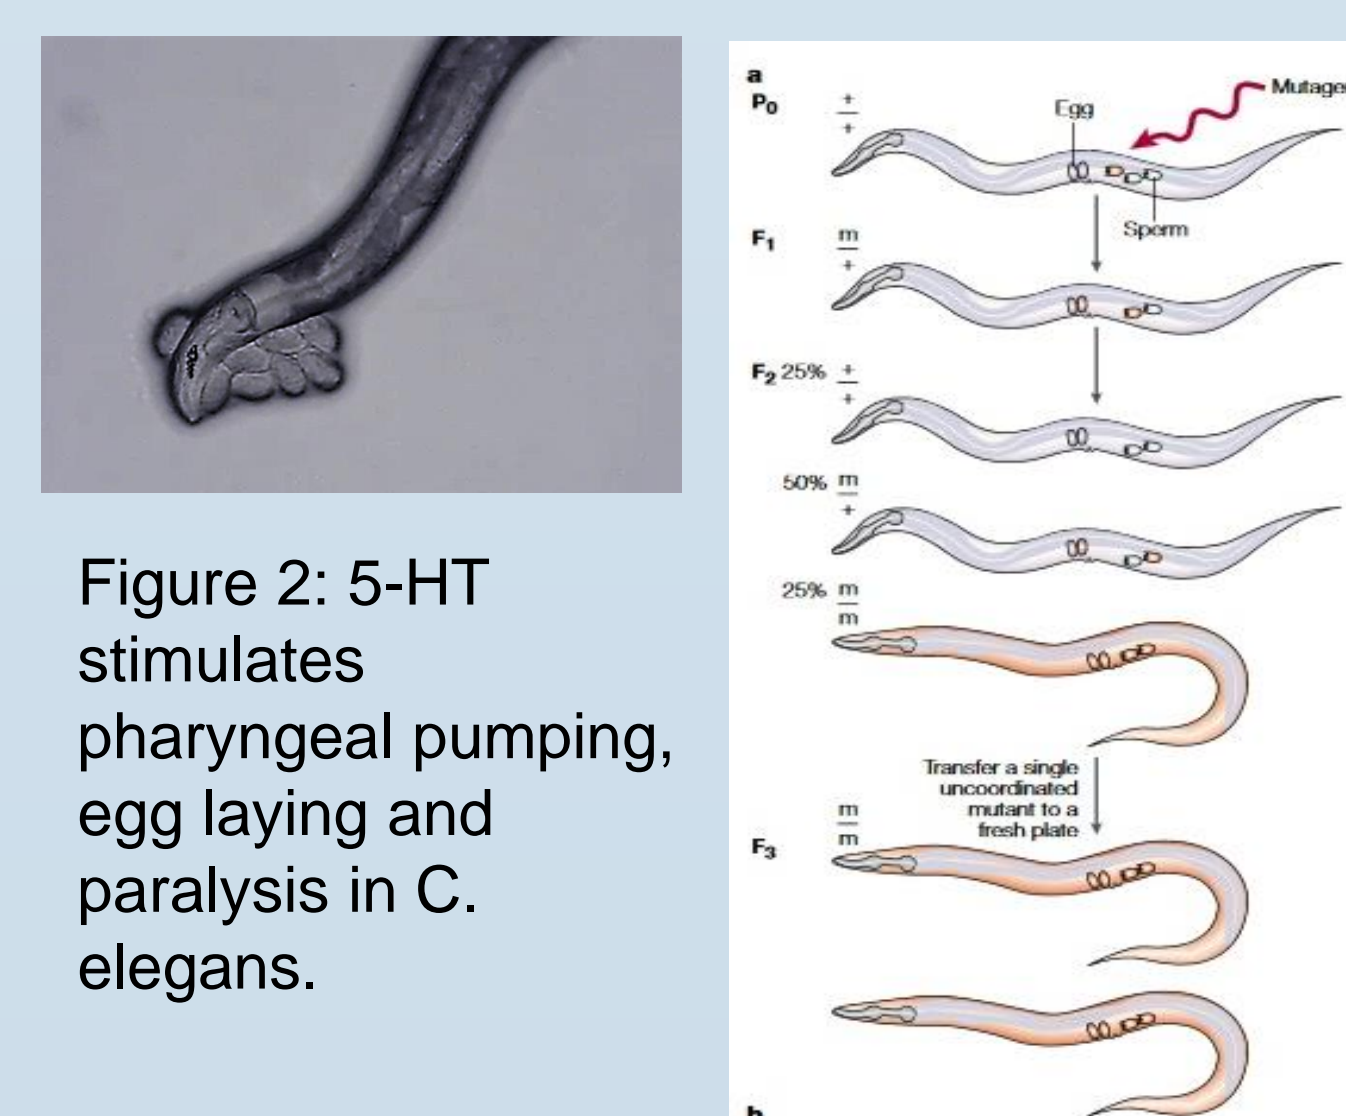 Figure 2: 5-HT
stimulates
pharyngeal pumping,
egg laying and
paralysis in C.
elegans.
a
P0 + Egg
+
Sperm
F1 m
+
F2 25% +
+
50% m
+
25% m
m
Transfer a single
uncoordinated
mutant to a
fresh plate
m
m
F3